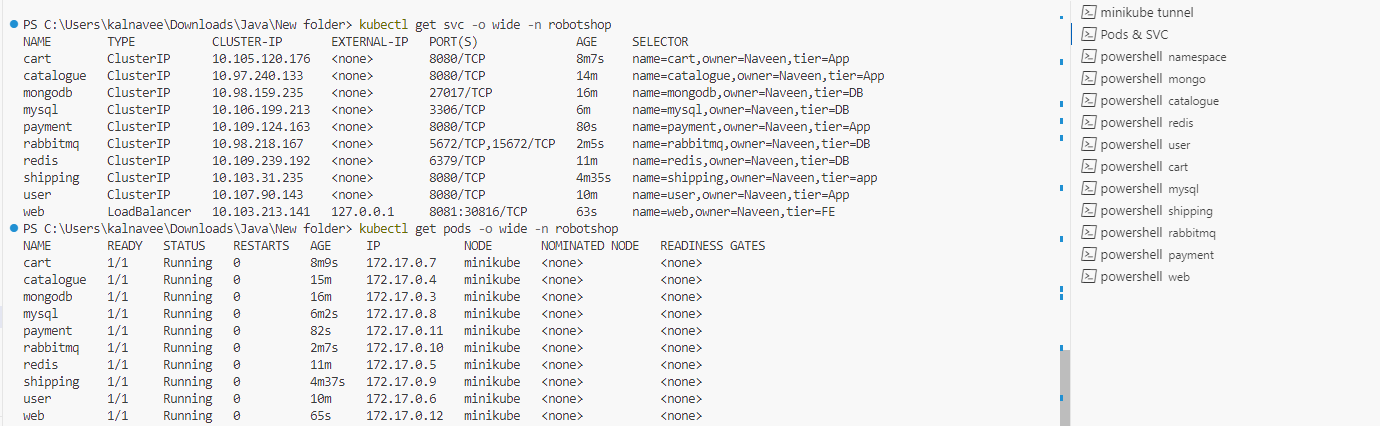 PS C:\Users\kalnavee\Downloads\Java\New folder> kubectl get svc -o wide -n robotshop
NAME TYPE CLUSTER-IP EXTERNAL-IP PORT(S) AGE SELECTOR
cart ClusterIP 10.105.120.176 <none> 8080/TCP 8m7s name=cart,owner=Naveen,tier=App
catalogue ClusterIP 10.97.240.133 <none> 8080/TCP 14m name=catalogue,owner=Naveen,tier=App
mongodb ClusterIP 10.98.159.235 <none> 27017/TCP 16m name=mongodb,owner=Naveen,tier=DB
mysql ClusterIP 10.106.199.213 <none> 3306/TCP 6m name=mysql,owner=Naveen,tier=DB
payment ClusterIP 10.109.124.163 <none> 8080/TCP 80s name=payment,owner=Naveen,tier=App
rabbitmq ClusterIP 10.98.218.167 <none> 5672/TCP,15672/TCP 2m5s name=rabbitmq,owner=Naveen,tier=DB
redis ClusterIP 10.109.239.192 <none> 6379/TCP 11m name=redis,owner=Naveen,tier=DB
shipping ClusterIP 10.103.31.235 <none> 8080/TCP 4m35s name=shipping,owner=Naveen,tier=app
user ClusterIP 10.107.90.143 <none> 8080/TCP 10m name=user,owner=Naveen,tier=App
web LoadBalancer 10.103.213.141 127.0.0.1 8081:30816/TCP 63s name=web,owner=Naveen,tier=FE
PS C:\Users\kalnavee\Downloads\Java\New folder> kubectl get pods -o wide -n robotshop
NAME READY STATUS RESTARTS AGE IP NODE NOMINATED NODE READINESS GATES
cart 1/1 Running 0 8m9s 172.17.0.7 minikube <none> <none>
catalogue 1/1 Running 0 15m 172.17.0.4 minikube <none> <none>
mongodb 1/1 Running 0 16m 172.17.0.3 minikube <none> <none>
mysql 1/1 Running 0 6m2s 172.17.0.8 minikube <none> <none>
payment 1/1 Running 0 82s 172.17.0.11 minikube <none> <none>
rabbitmq 1/1 Running 0 2m7s 172.17.0.10 minikube <none> <none>
redis 1/1 Running 0 11m 172.17.0.5 minikube <none> <none>
shipping 1/1 Running 0 4m37s 172.17.0.9 minikube <none> <none>
user 1/1 Running 0 10m 172.17.0.6 minikube <none> <none>
web 1/1 Running 0 65s 172.17.0.12 minikube <none> <none>
minikube tunnel
Pods & SVC
powershell namespace
powershell mongo
powershell catalogue
powershell redis
powershell user
powershell cart
powershell mysql
powershell shipping
powershell rabbitmq
powershell payment
powershell web